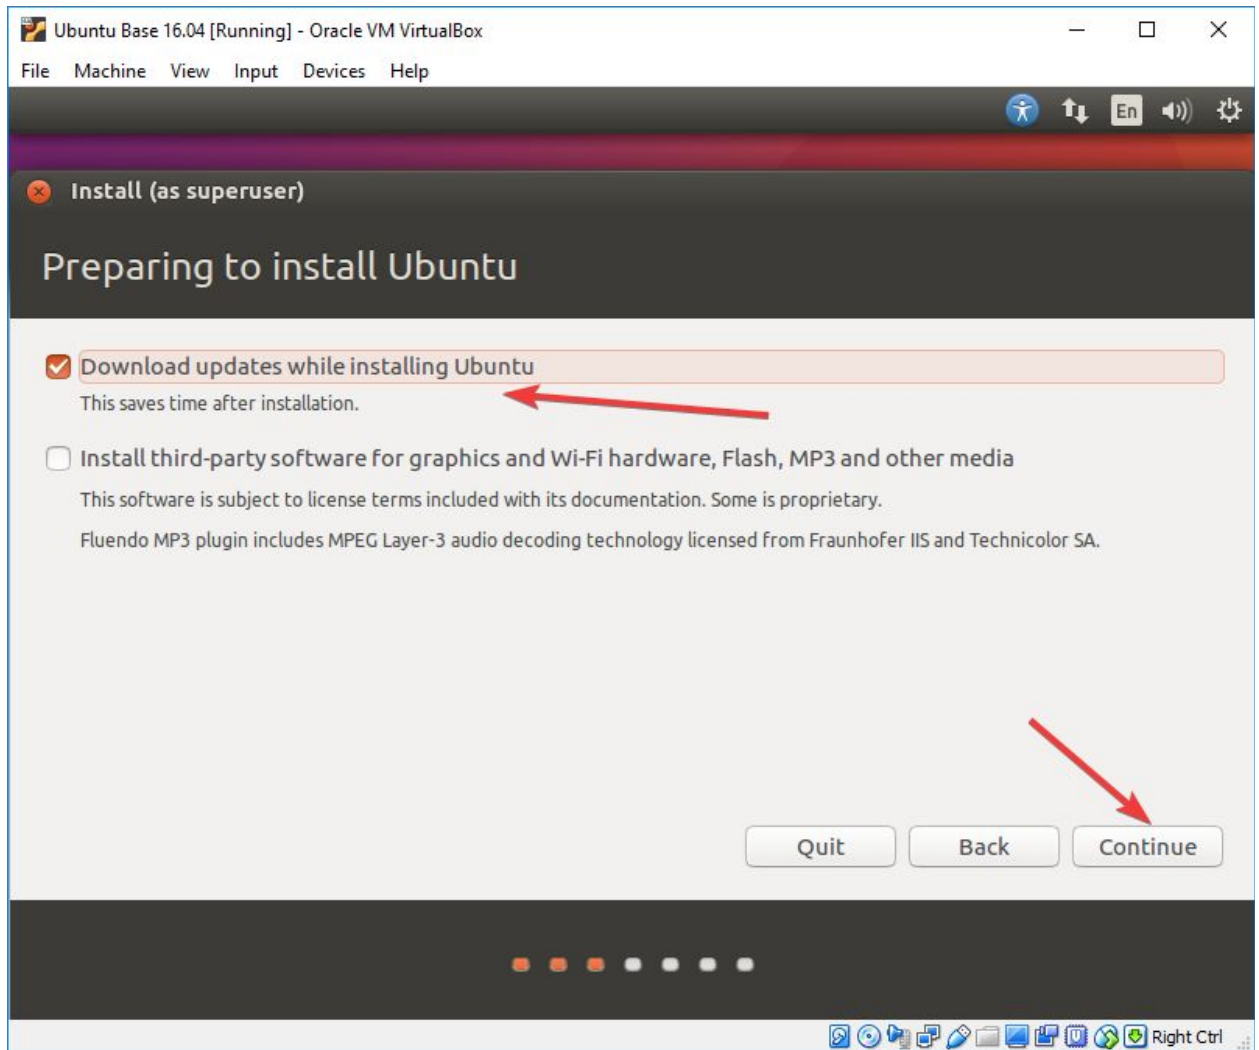 Ubuntu Base 16.04 [Running] - Oracle VM VirtualBox
File Machine View Input Devices Help
En
Install (as superuser)
Preparing to install Ubuntu
Download updates while installing Ubuntu
This saves time after installation.
Install third-party software for graphics and Wi-Fi hardware, Flash, MP3 and other media
This software is subject to license terms included with its documentation. Some is proprietary.
Fluendo MP3 plugin includes MPEG Layer-3 audio decoding technology licensed from Fraunhofer IIS and Technicolor SA.
Quit Back Continue
Right Ctrl